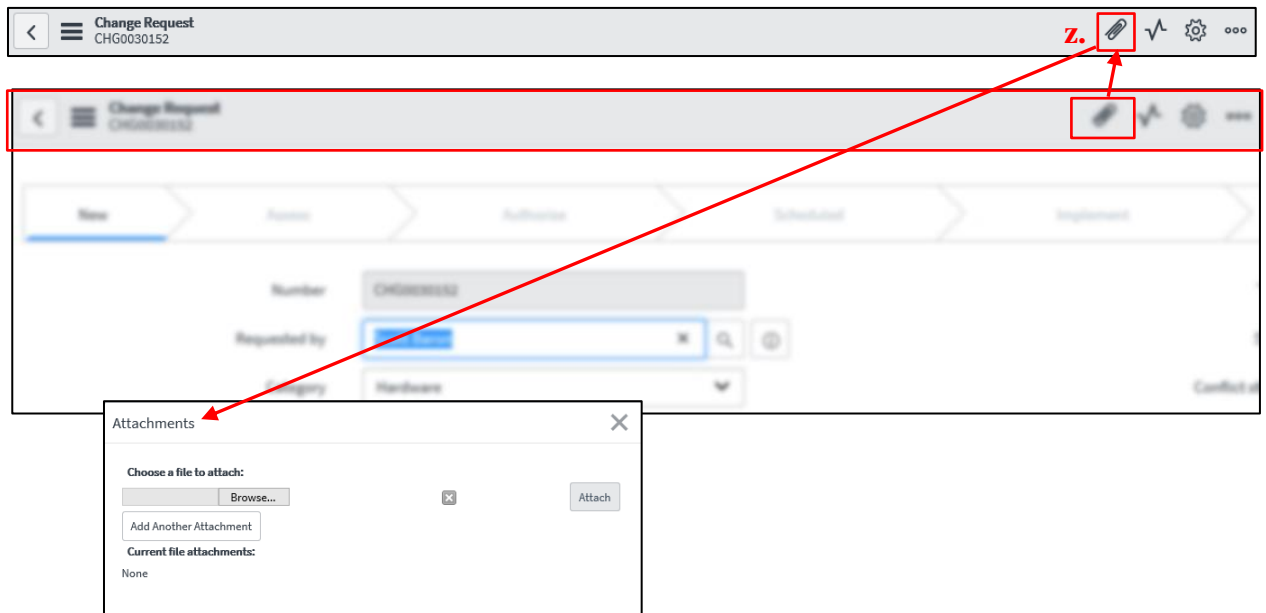 Change Request
CHG0030152
z.
Change Request
CHG0030152
New
Assess
Authorize
Scheduled
Implement
Number
CHG0030152
Requested by
Category
Hardware
Attachments
Choose a file to attach:
Browse...
Attach
Add Another Attachment
Current file attachments:
None